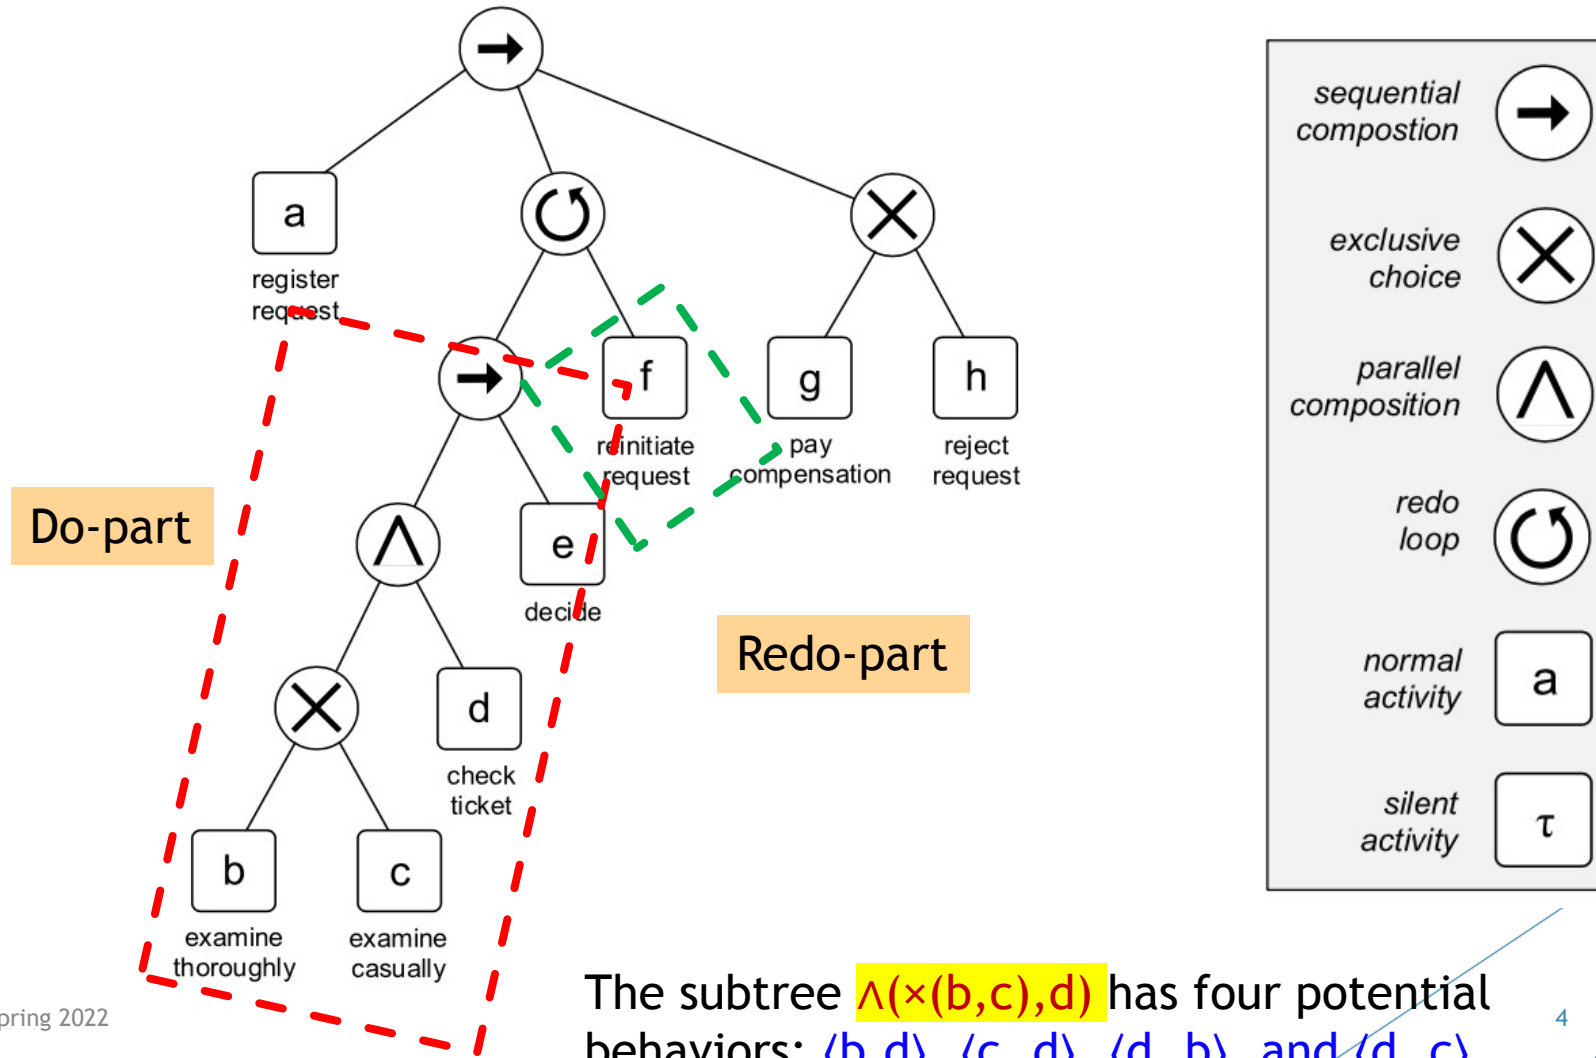 a
register
request
f
reinitiate
request
g
pay
compensation
h
reject
request
Do-part
e
decide
Redo-part
d
check
ticket
b
examine
thoroughly
c
examine
casually
sequential
compostion
exclusive
choice
parallel
composition
redo
loop
normal
activity
a
silent
activity
τ
The subtree ∧(×(b,c),d) has four potential
behaviors: ⟨b,d⟩, ⟨c, d⟩, ⟨d, b⟩, and ⟨d, c⟩
pring 2022
4